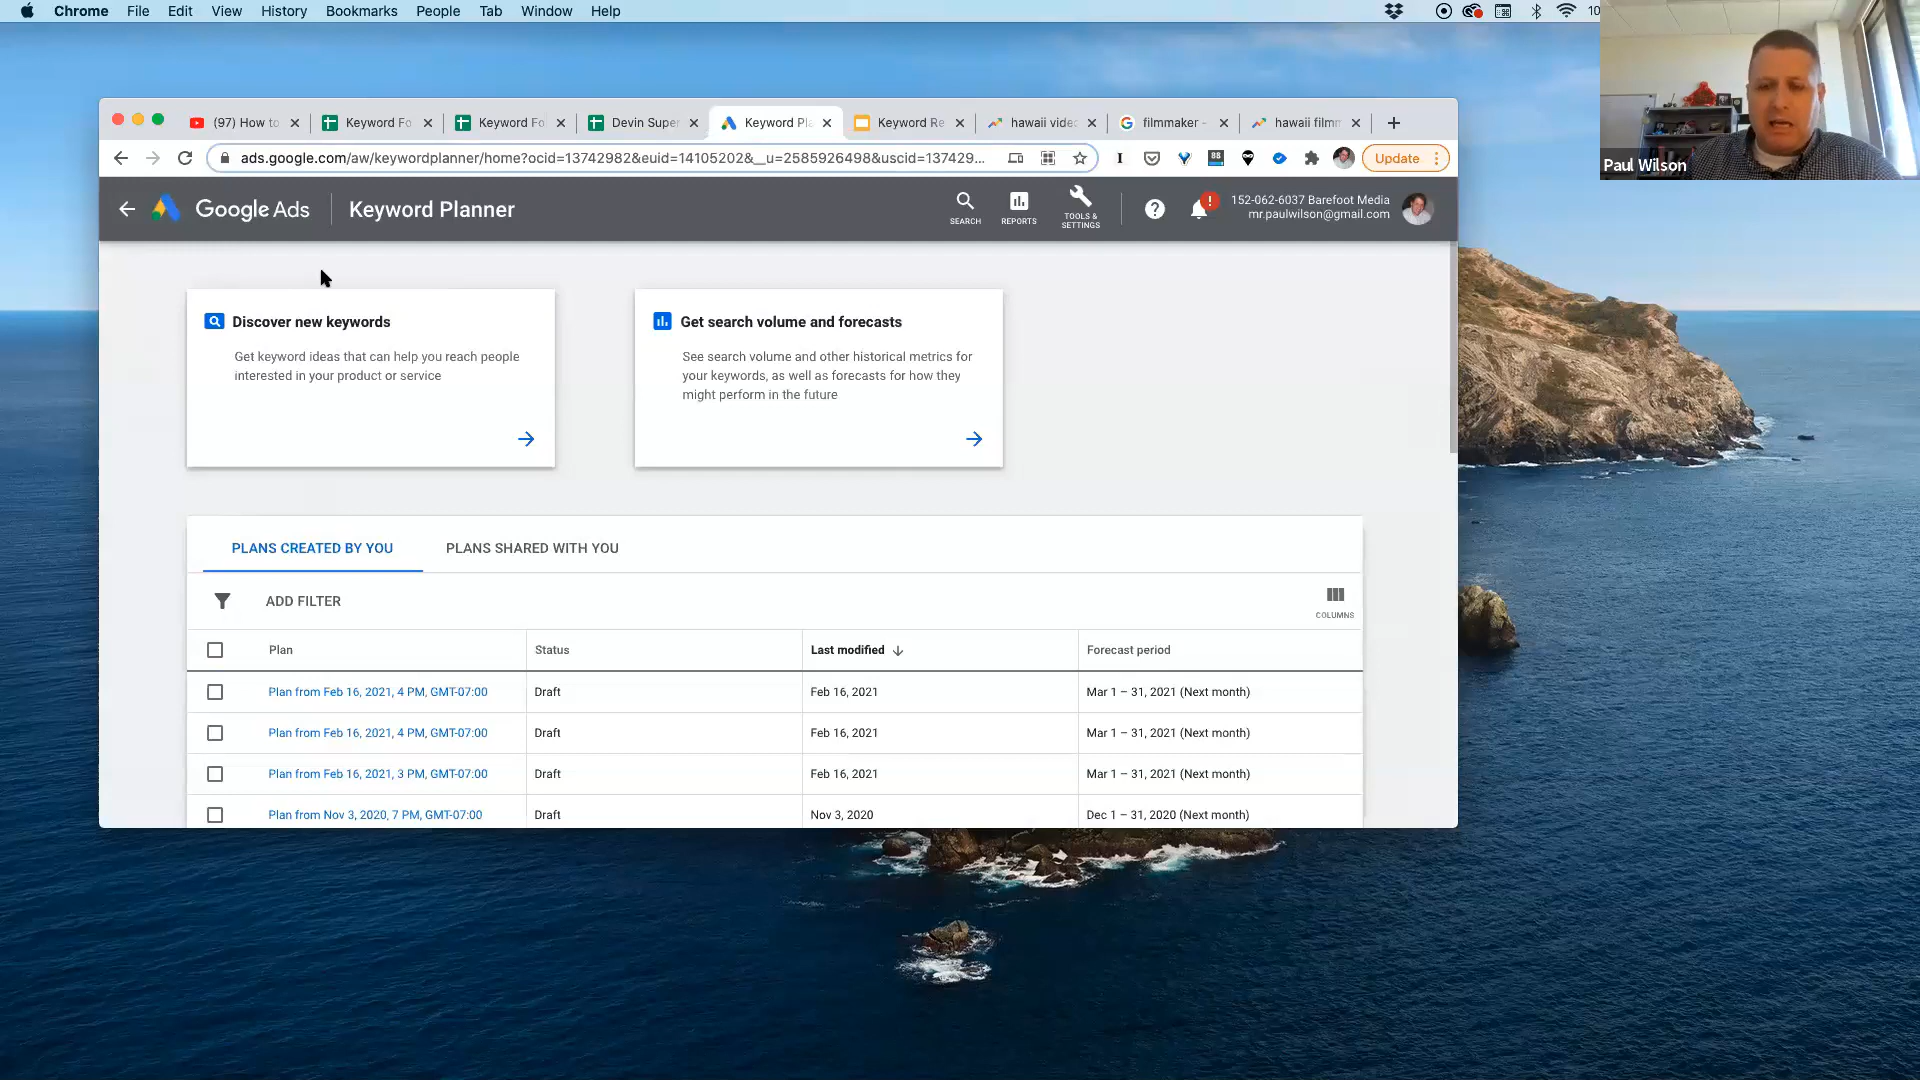 Chrome File Edit View History Bookmarks People Tab Window Help 10
(97) How to Keyword Fo Keyword Fo Devin Super Keyword Pla Keyword Re hawaii video filmmaker - hawaii filmm
ads.google.com/aw/keywordplanner/home?ocid=13742982&euid=14105202&__u=2585926498&uscid=137429... Update
Google Ads Keyword Planner
SEARCH REPORTS TOOLS & SETTINGS
152-062-6037 Barefoot Media
mr.paulwilson@gmail.com
Paul Wilson
Discover new keywords
Get keyword ideas that can help you reach people
interested in your product or service
Get search volume and forecasts
See search volume and other historical metrics for
your keywords, as well as forecasts for how they
might perform in the future
PLANS CREATED BY YOU PLANS SHARED WITH YOU
ADD FILTER COLUMNS
Plan Status Last modified Forecast period
Plan from Feb 16, 2021, 4 PM, GMT-07:00 Draft Feb 16, 2021 Mar 1 – 31, 2021 (Next month)
Plan from Feb 16, 2021, 4 PM, GMT-07:00 Draft Feb 16, 2021 Mar 1 – 31, 2021 (Next month)
Plan from Feb 16, 2021, 3 PM, GMT-07:00 Draft Feb 16, 2021 Mar 1 – 31, 2021 (Next month)
Plan from Nov 3, 2020, 7 PM, GMT-07:00 Draft Nov 3, 2020 Dec 1 – 31, 2020 (Next month)